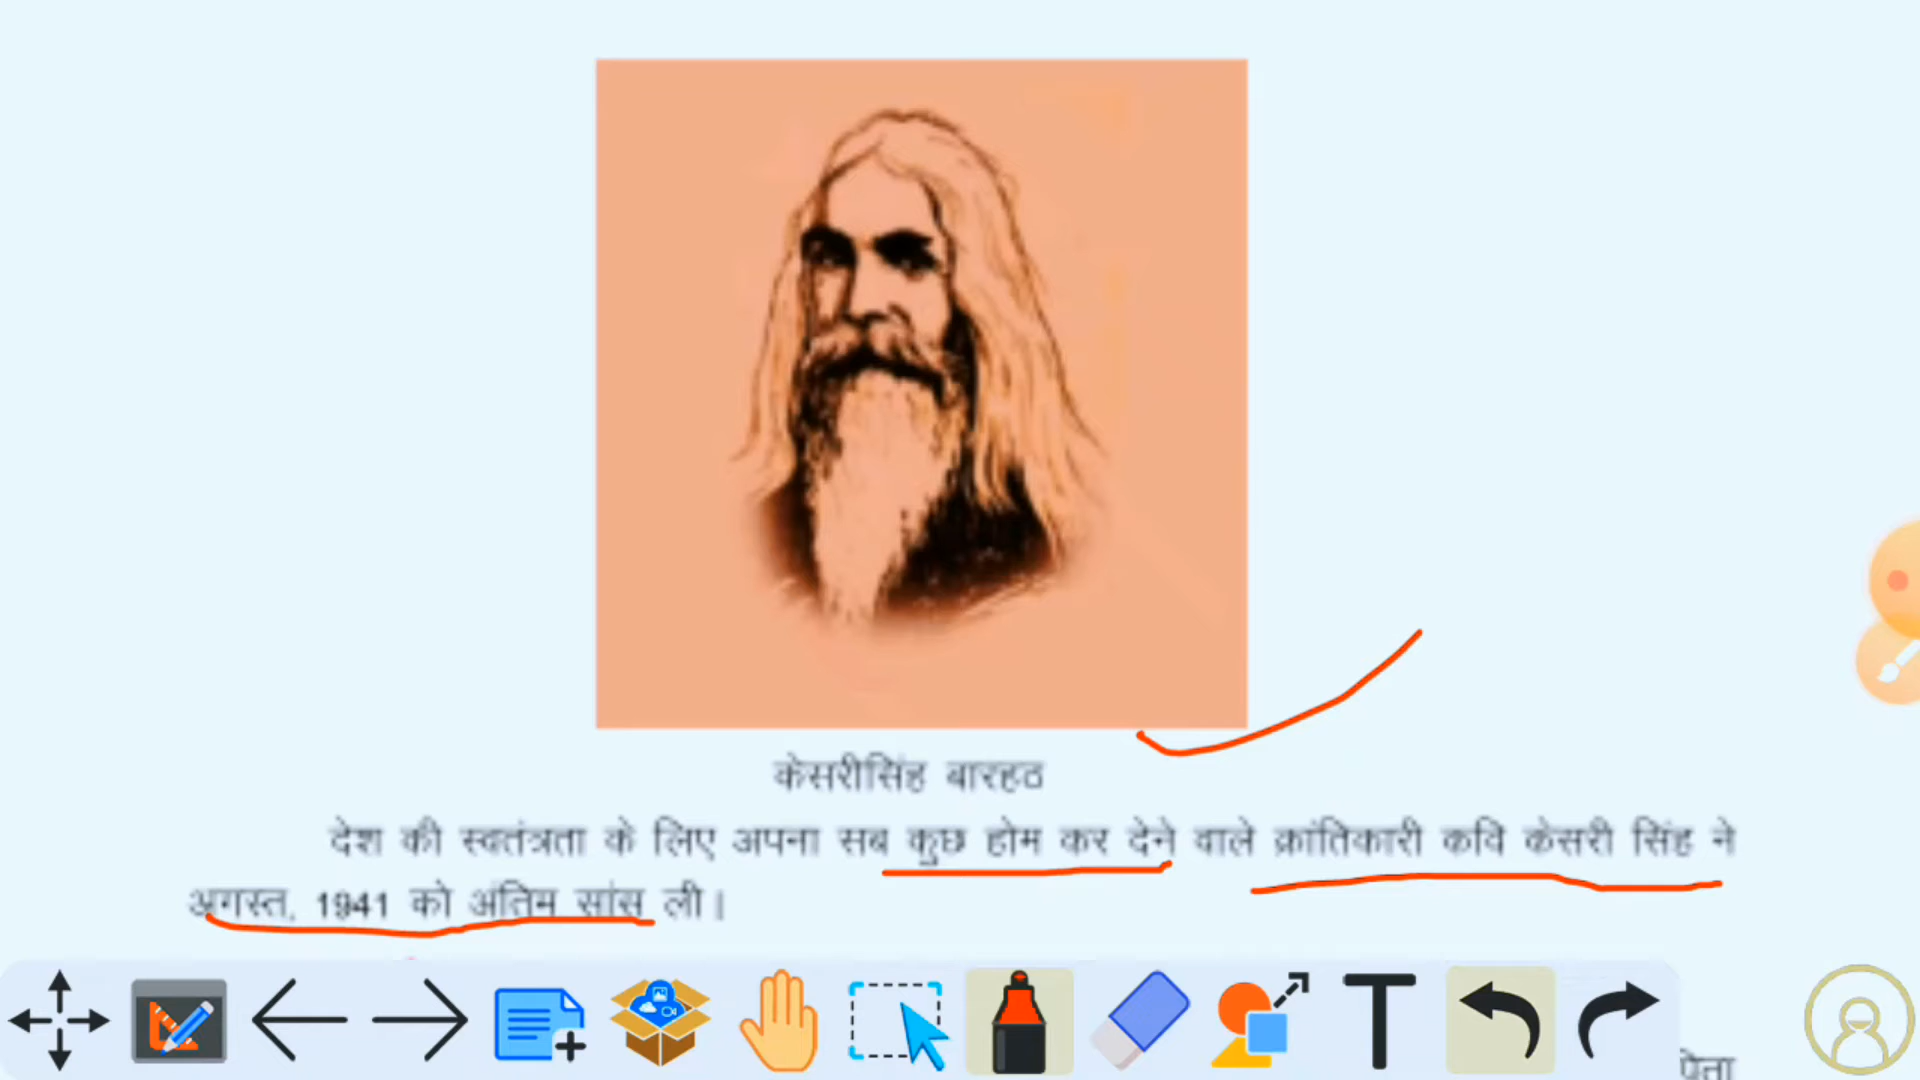 केसरीसिंह बारहठ
देश की स्वतंत्रता के लिए अपना सब कुछ होम कर देने वाले क्रांतिकारी कवि केसरी सिंह ने
अगस्त, 1941 को अंतिम सांस ली।
पिता